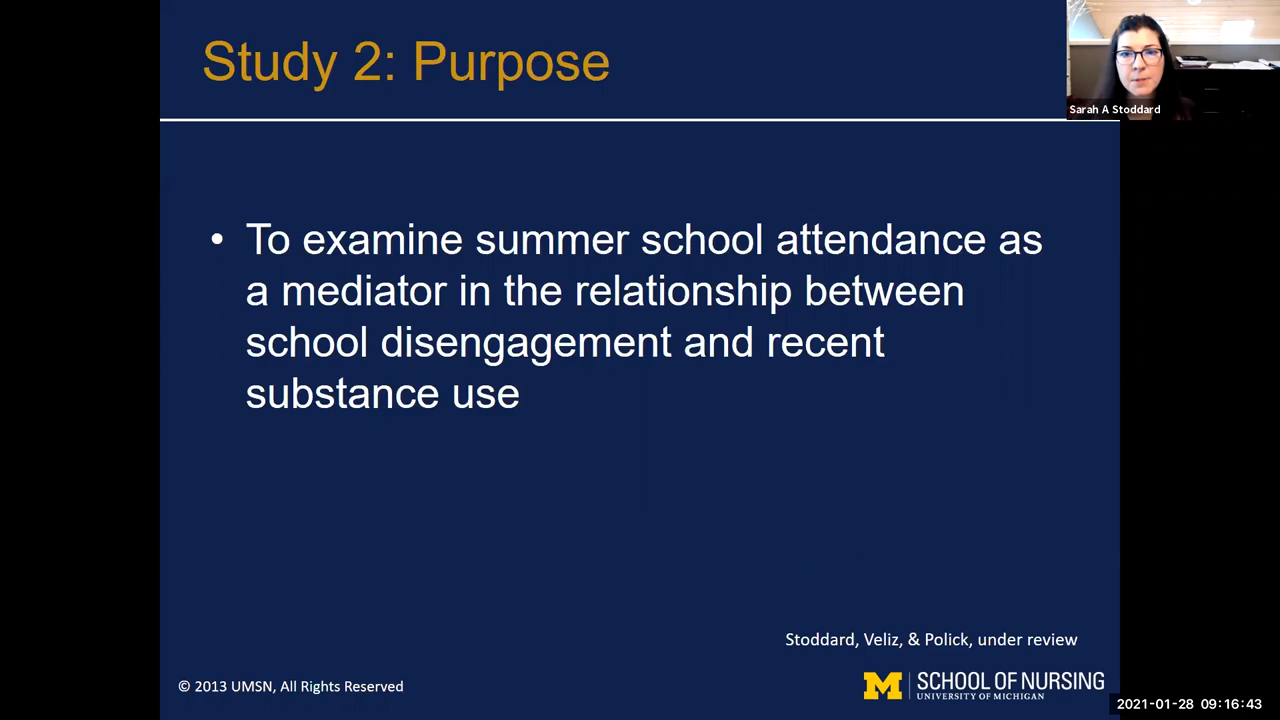 Study 2: Purpose
Sarah A Stoddard
• To examine summer school attendance as
a mediator in the relationship between
school disengagement and recent
substance use
Stoddard, Veliz, & Polick, under review
© 2013 UMSN, All Rights Reserved
M SCHOOL OF NURSING
UNIVERSITY OF MICHIGAN
2021-01-28 09:16:43